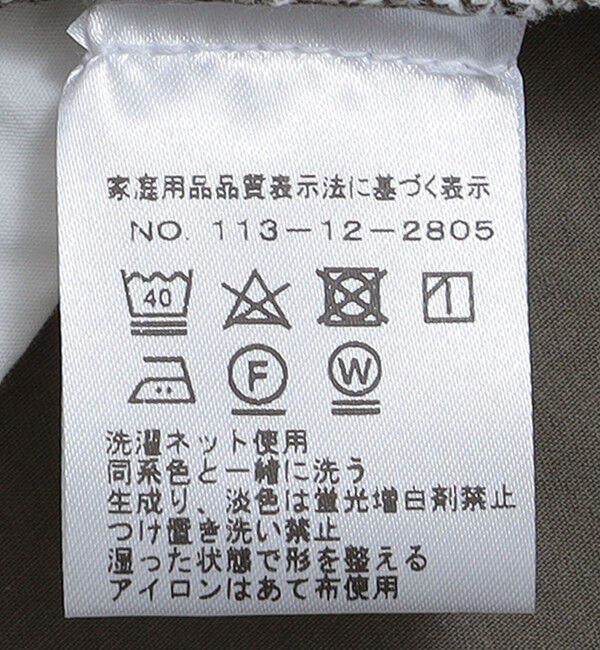 家庭用品品質表示法に基づく表示
NO. 113-12-2805
40
F W
洗濯ネット使用
同系色と一緒に洗う
生成り、淡色は蛍光増白剤禁止
つけ置き洗い禁止
湿った状態で形を整える
アイロンはあて布使用